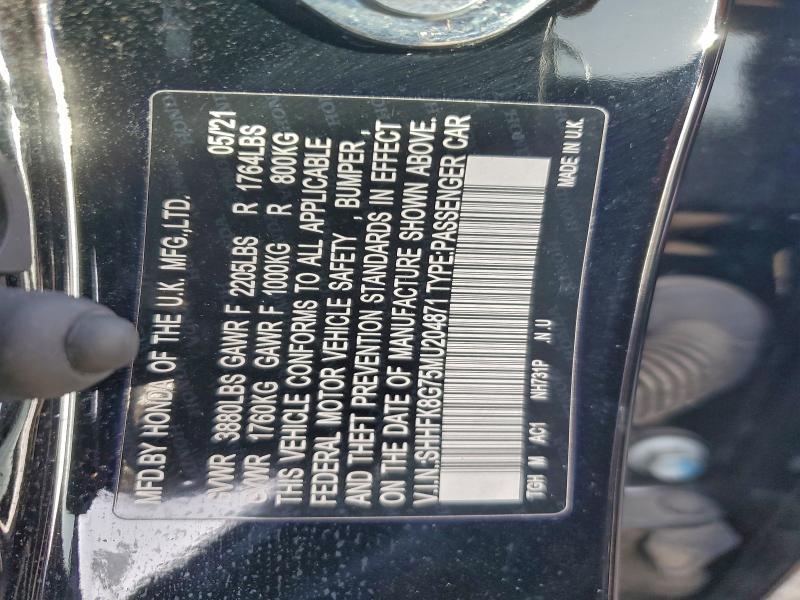 MFD.BY HONDA OF THE U.K. MFG.,LTD. 05/'21
GVWR 3880LBS GAWR F 2205LBS R 1764LBS
GVWR 1760KG GAWR F 1000KG R 800KG
THIS VEHICLE CONFORMS TO ALL APPLICABLE
FEDERAL MOTOR VEHICLE SAFETY , BUMPER ,
AND THEFT PREVENTION STANDARDS IN EFFECT
ON THE DATE OF MANUFACTURE SHOWN ABOVE.
V.I.N.:SHHFK8G75MU204871 TYPE:PASSENGER CAR
TGH M AC1 NH731P .N.U MADE IN U.K.